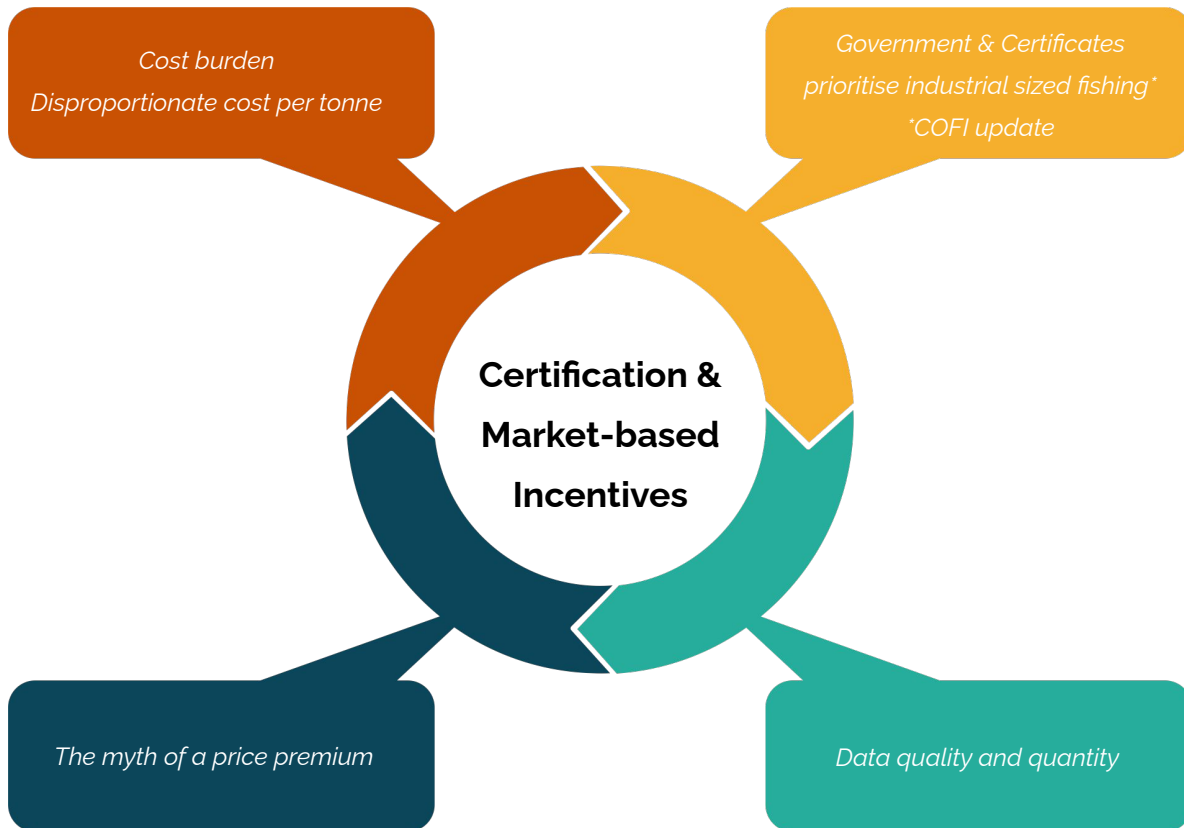 Cost burden
Disproportionate cost per tonne
Government & Certificates
prioritise industrial sized fishing*
*COFI update
Certification &
Market-based
Incentives
The myth of a price premium
Data quality and quantity